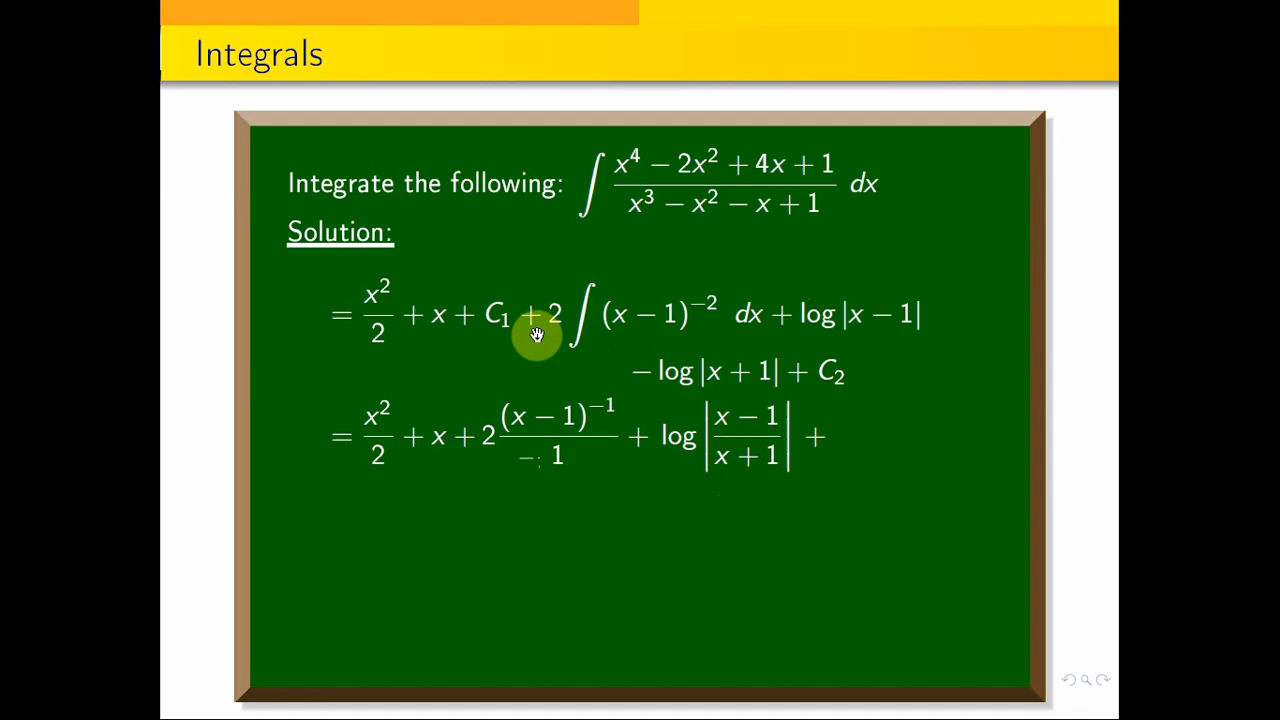 Integrals
Integrate the following: ∫ (x⁴ − 2x² + 4x + 1)/(x³ − x² − x + 1) dx
Solution:
= x²/2 + x + C₁ + 2 ∫ (x − 1)⁻² dx + log|x − 1|
− log|x + 1| + C₂
= x²/2 + x + 2 (x − 1)⁻¹/−1 + log|(x − 1)/(x + 1)| +